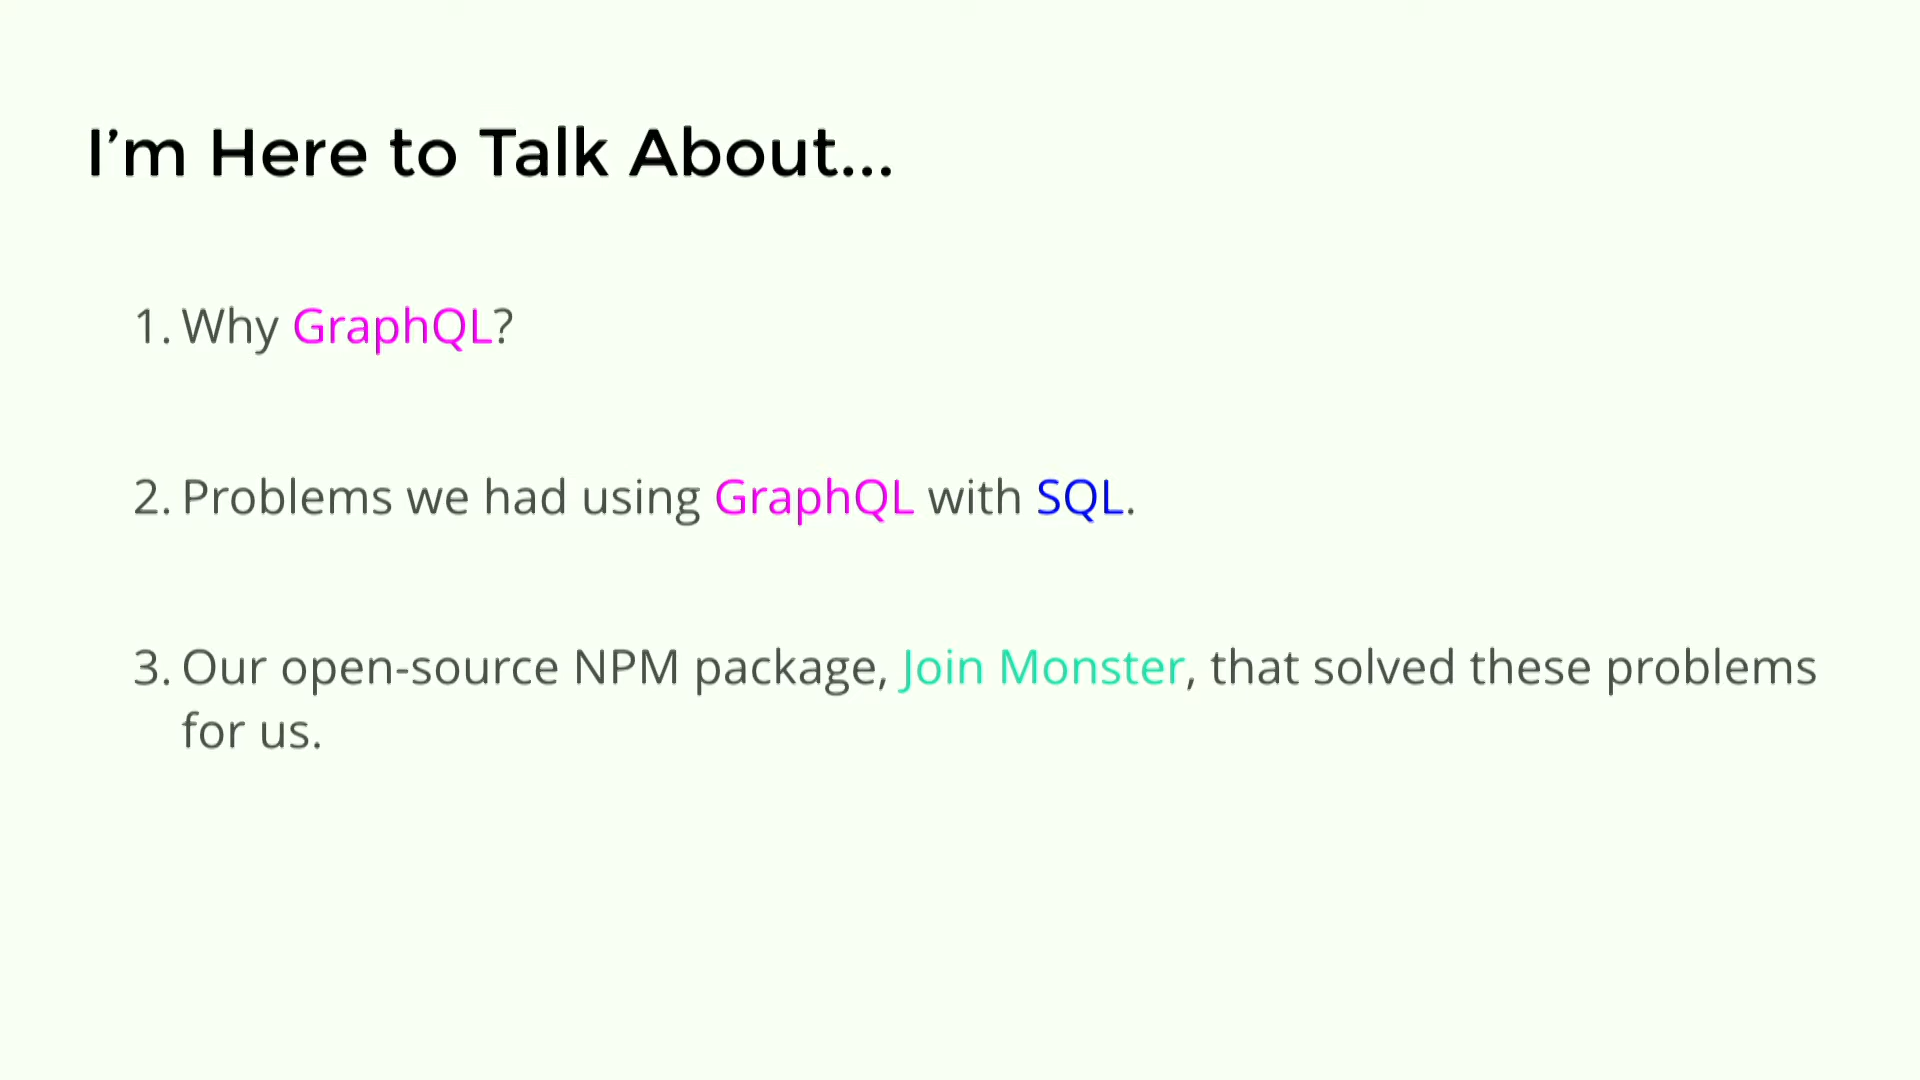 I’m Here to Talk About...
1. Why GraphQL?
2. Problems we had using GraphQL with SQL.
3. Our open-source NPM package, Join Monster, that solved these problems
for us.